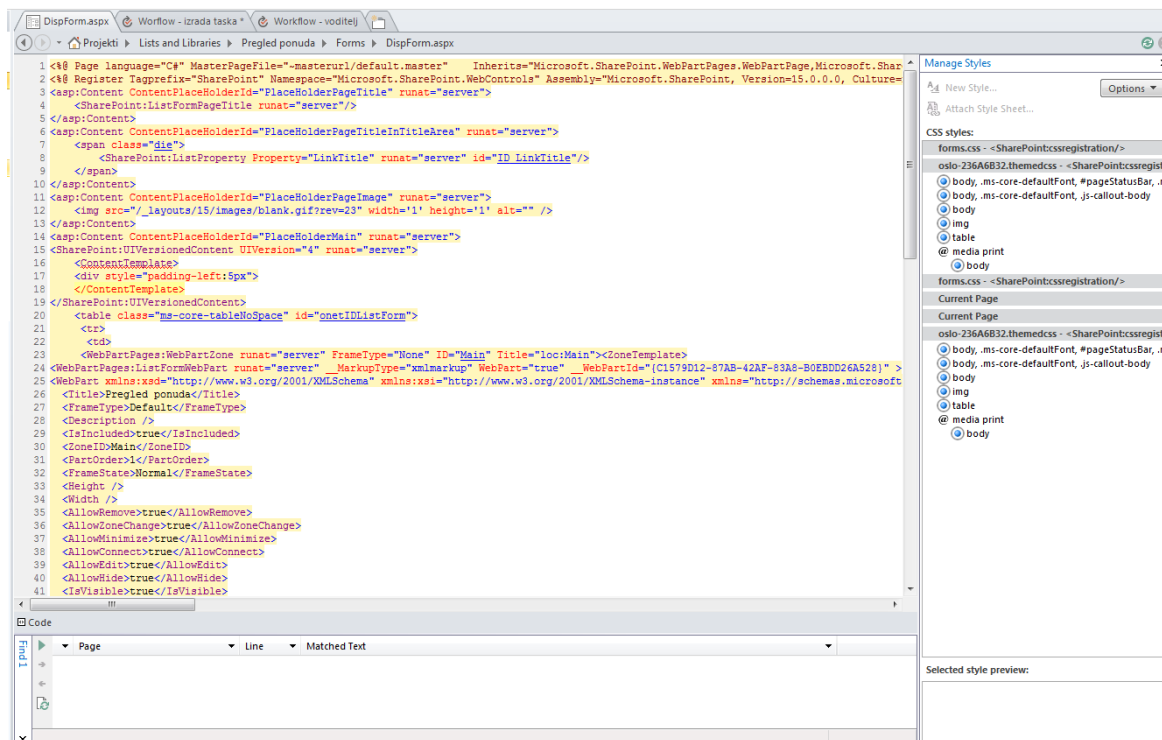 DispForm.aspx Worflow - izrada taska * Workflow - voditelj
Projekti Lists and Libraries Pregled ponuda Forms DispForm.aspx
1 <%@ Page language="C#" MasterPageFile="~masterurl/default.master" Inherits="Microsoft.SharePoint.WebPartPages.WebPartPage,Microsoft.Shar
2 <%@ Register Tagprefix="SharePoint" Namespace="Microsoft.SharePoint.WebControls" Assembly="Microsoft.SharePoint, Version=15.0.0.0, Culture=
3 <asp:Content ContentPlaceHolderId="PlaceHolderPageTitle" runat="server">
4 <SharePoint:ListFormPageTitle runat="server"/>
5 </asp:Content>
6 <asp:Content ContentPlaceHolderId="PlaceHolderPageTitleInTitleArea" runat="server">
7 <span class="die">
8 <SharePoint:ListProperty Property="LinkTitle" runat="server" id="ID_LinkTitle"/>
9 </span>
10 </asp:Content>
11 <asp:Content ContentPlaceHolderId="PlaceHolderPageImage" runat="server">
12 <img src="/_layouts/15/images/blank.gif?rev=23" width='1' height='1' alt="" />
13 </asp:Content>
14 <asp:Content ContentPlaceHolderId="PlaceHolderMain" runat="server">
15 <SharePoint:UIVersionedContent UIVersion="4" runat="server">
16 <ContentTemplate>
17 <div style="padding-left:5px">
18 </ContentTemplate>
19 </SharePoint:UIVersionedContent>
20 <table class="ms-core-tableNoSpace" id="onetIDListForm">
21 <tr>
22 <td>
23 <WebPartPages:WebPartZone runat="server" FrameType="None" ID="Main" Title="loc:Main"><ZoneTemplate>
24 <WebPartPages:ListFormWebPart runat="server" __MarkupType="xmlmarkup" WebPart="true" __WebPartId="{C1579D12-87AB-42AF-83A8-B0EBDD26A528}" >
25 <WebPart xmlns:xsd="http://www.w3.org/2001/XMLSchema" xmlns:xsi="http://www.w3.org/2001/XMLSchema-instance" xmlns="http://schemas.microsoft
26 <Title>Pregled ponuda</Title>
27 <FrameType>Default</FrameType>
28 <Description />
29 <IsIncluded>true</IsIncluded>
30 <ZoneID>Main</ZoneID>
31 <PartOrder>1</PartOrder>
32 <FrameState>Normal</FrameState>
33 <Height />
34 <Width />
35 <AllowRemove>true</AllowRemove>
36 <AllowZoneChange>true</AllowZoneChange>
37 <AllowMinimize>true</AllowMinimize>
38 <AllowConnect>true</AllowConnect>
39 <AllowEdit>true</AllowEdit>
40 <AllowHide>true</AllowHide>
41 <IsVisible>true</IsVisible>
Code
Find 1
Page Line Matched Text
Manage Styles
New Style... Options
Attach Style Sheet...
CSS styles:
forms.css - <SharePoint:cssregistration/>
oslo-236A6B32.themedcss - <SharePoint:cssregist
body, .ms-core-defaultFont, #pageStatusBar, .
body, .ms-core-defaultFont, .js-callout-body
body
img
table
@ media print
body
forms.css - <SharePoint:cssregistration/>
Current Page
Current Page
oslo-236A6B32.themedcss - <SharePoint:cssregist
body, .ms-core-defaultFont, #pageStatusBar, .
body, .ms-core-defaultFont, .js-callout-body
body
img
table
@ media print
body
Selected style preview: